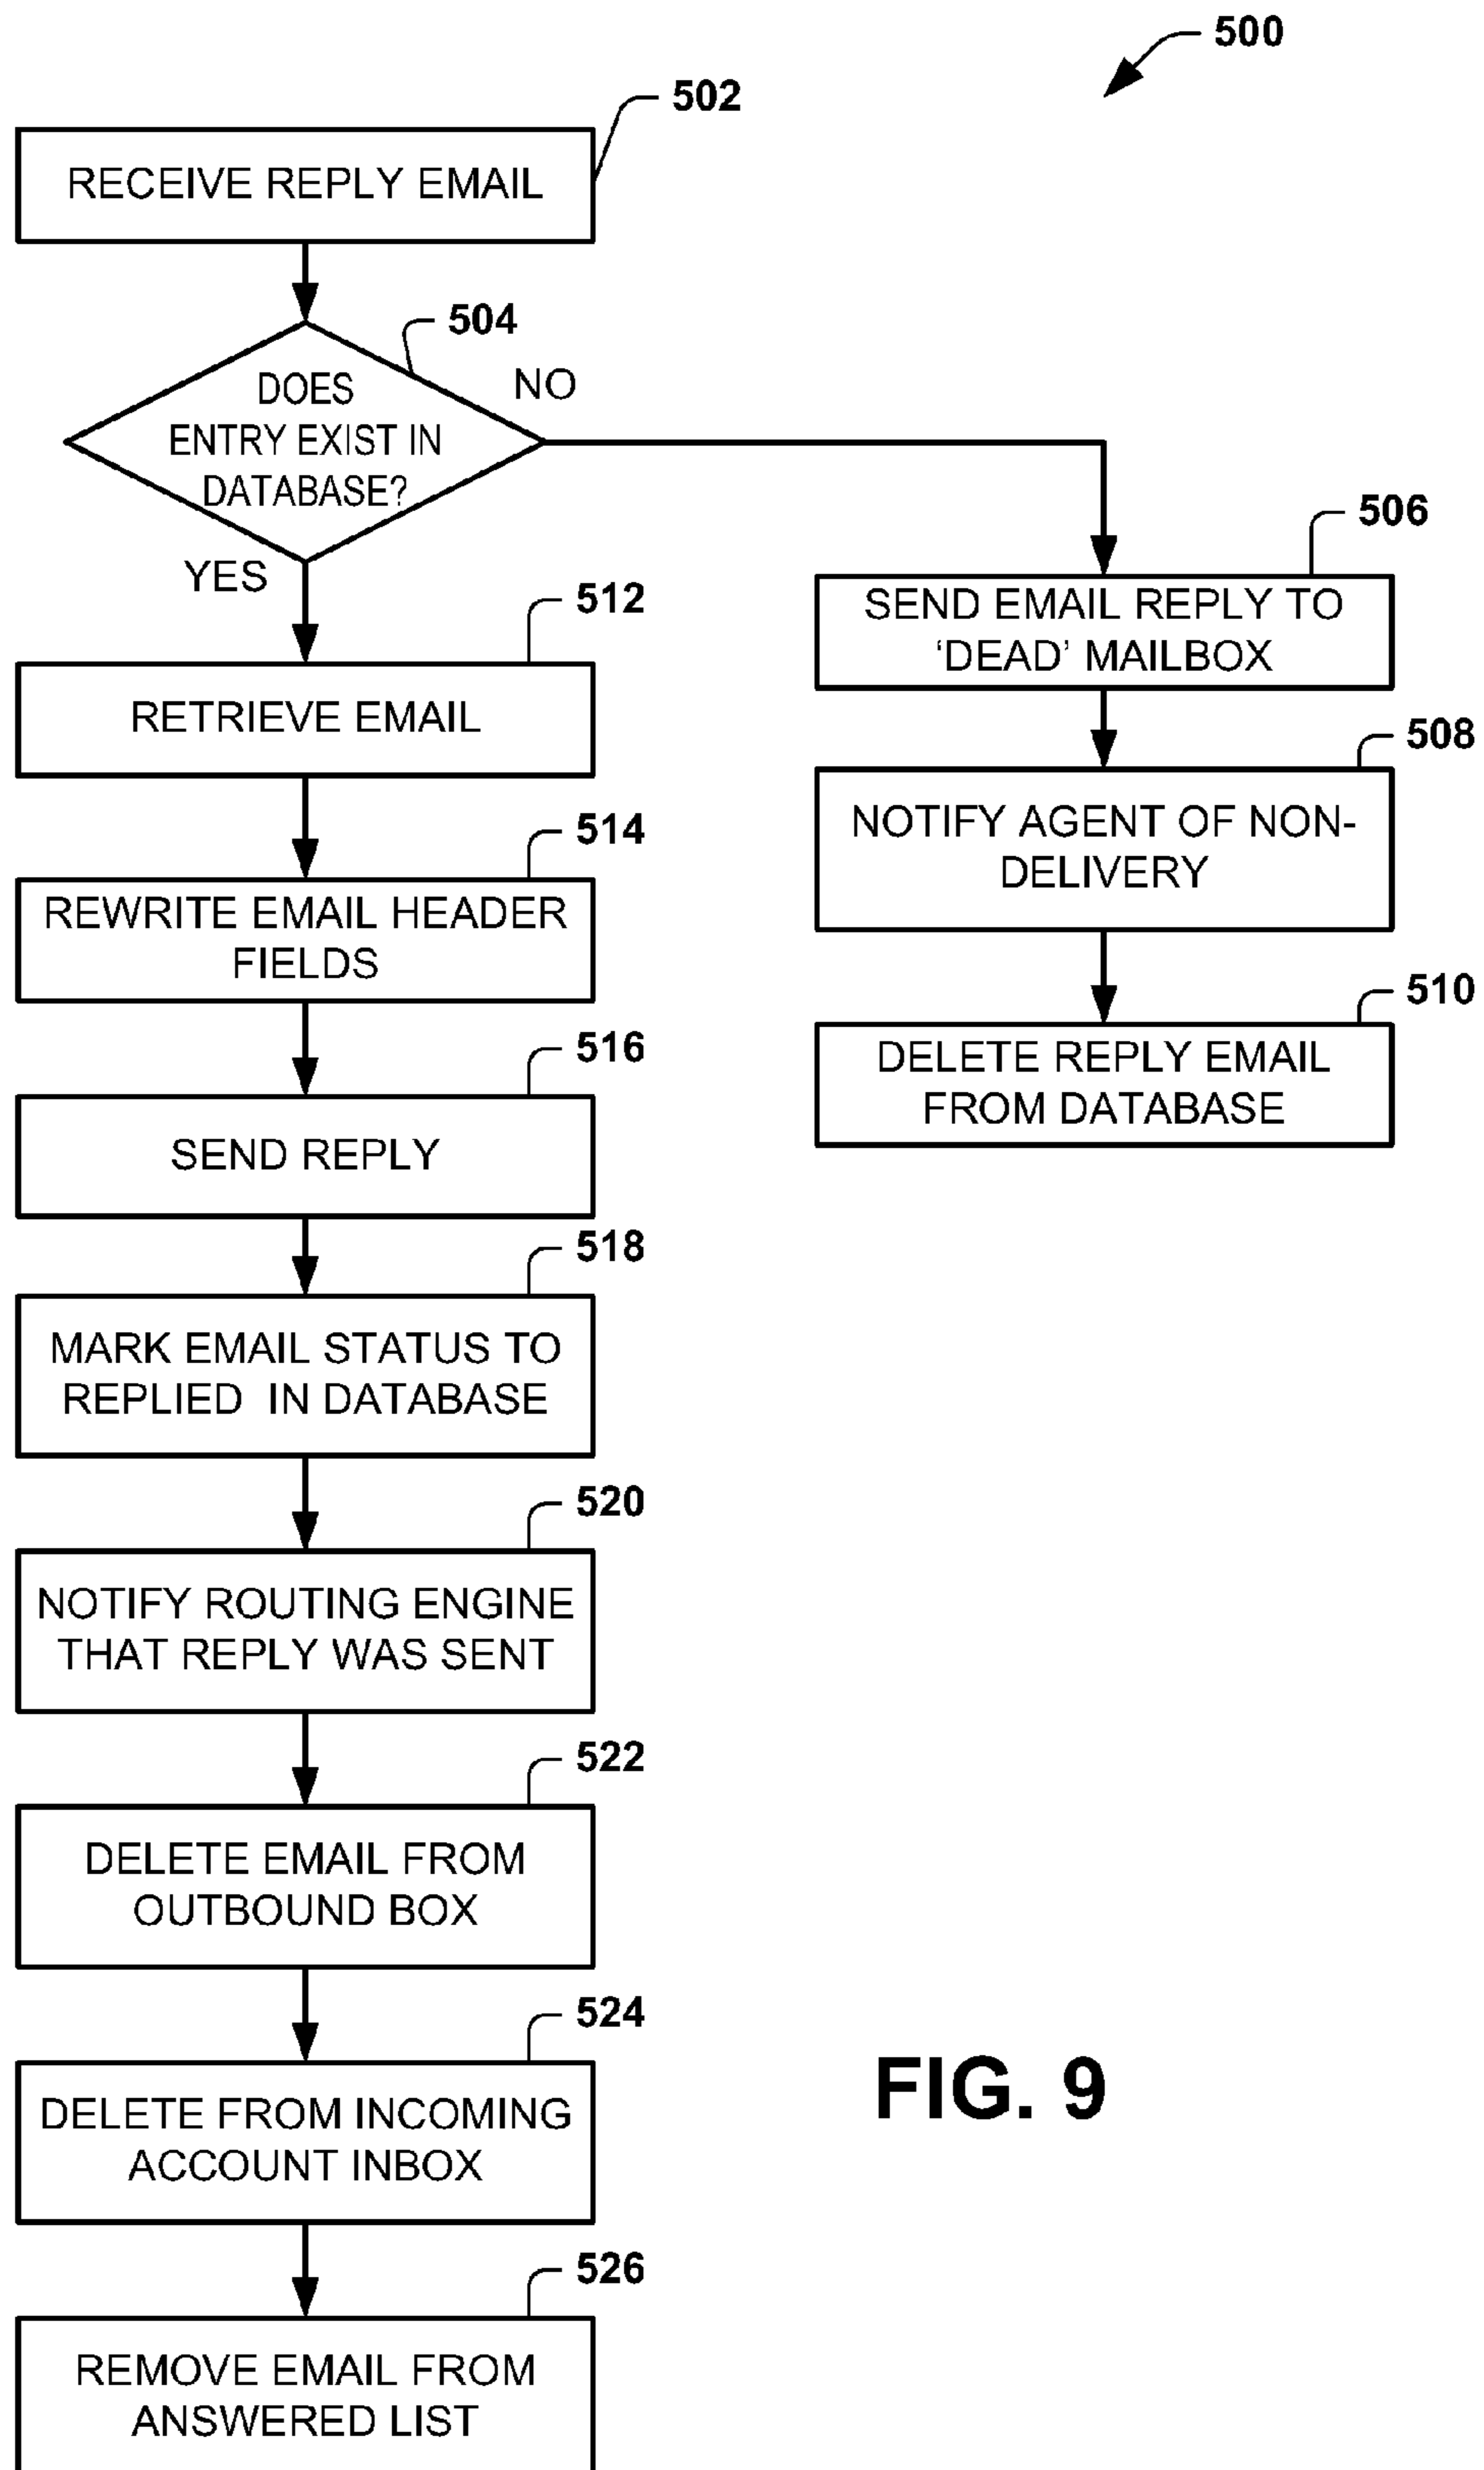 500
502
RECEIVE REPLY EMAIL
504
DOES
ENTRY EXIST IN
DATABASE?
NO
YES
506
SEND EMAIL REPLY TO
‘DEAD’ MAILBOX
508
NOTIFY AGENT OF NON-
DELIVERY
510
DELETE REPLY EMAIL
FROM DATABASE
512
RETRIEVE EMAIL
514
REWRITE EMAIL HEADER
FIELDS
516
SEND REPLY
518
MARK EMAIL STATUS TO
REPLIED IN DATABASE
520
NOTIFY ROUTING ENGINE
THAT REPLY WAS SENT
522
DELETE EMAIL FROM
OUTBOUND BOX
524
DELETE FROM INCOMING
ACCOUNT INBOX
526
REMOVE EMAIL FROM
ANSWERED LIST
FIG. 9